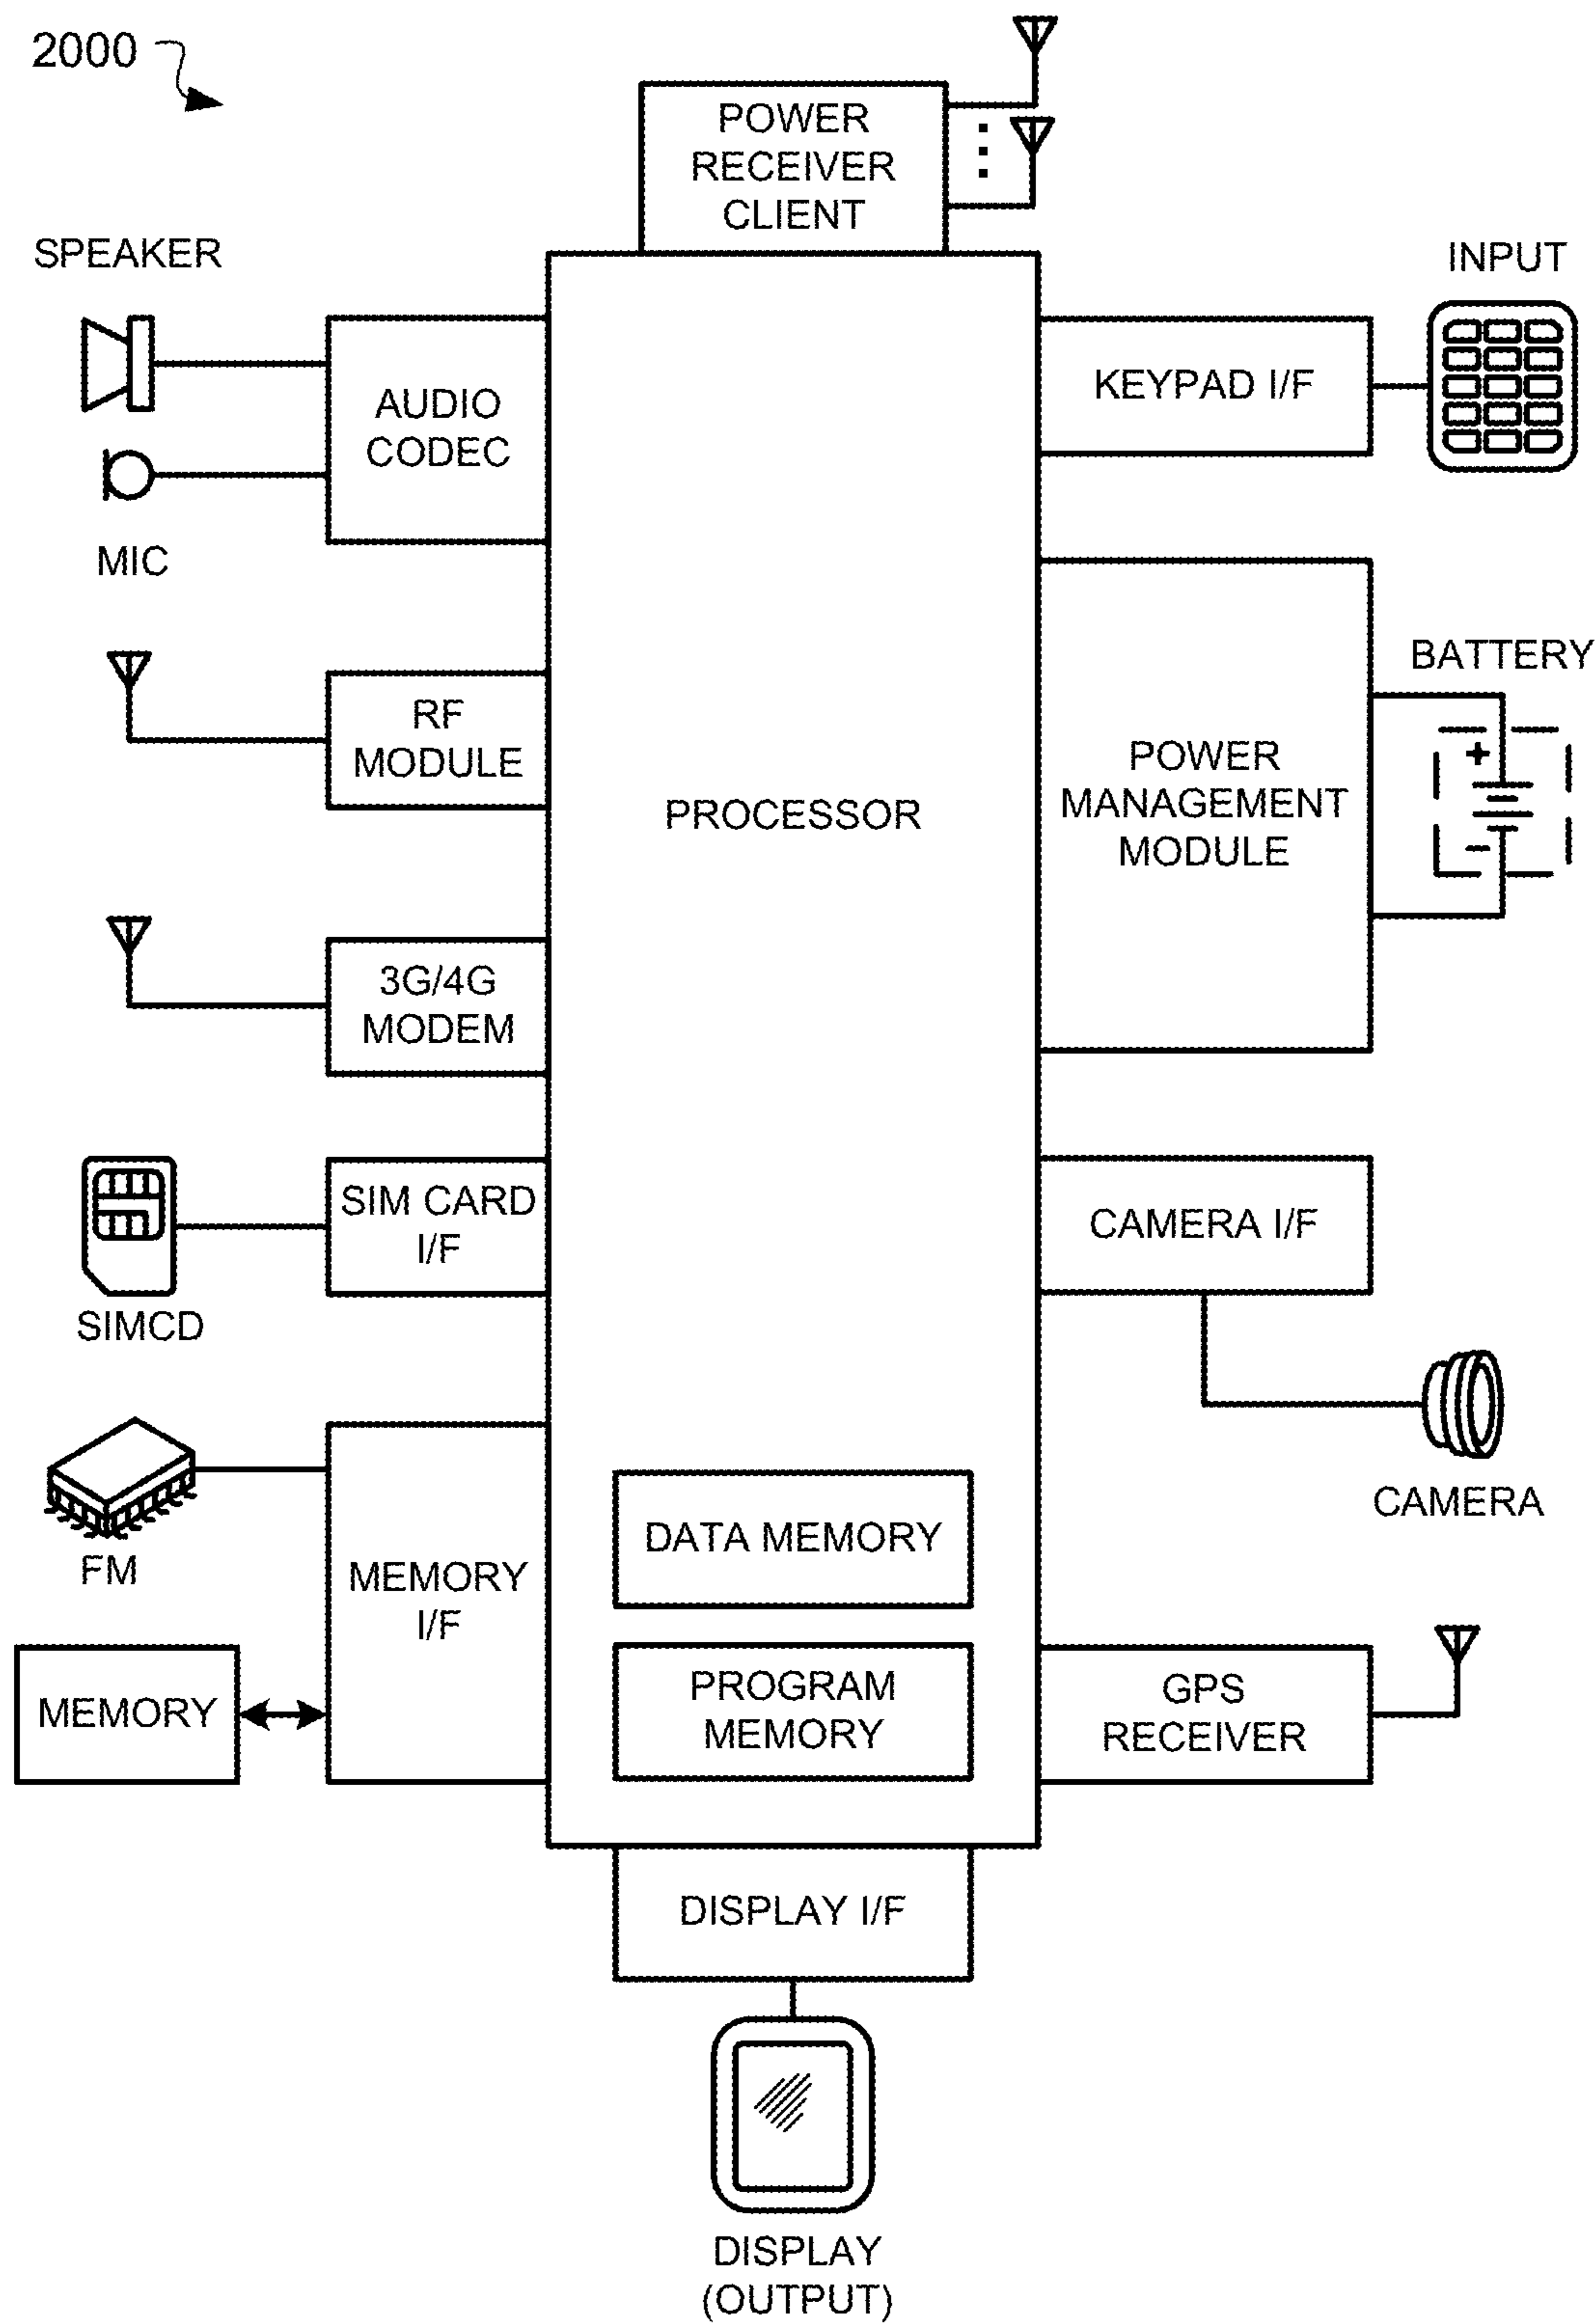 2000
POWER
RECEIVER
CLIENT
SPEAKER
INPUT
AUDIO
CODEC
KEYPAD I/F
MIC
BATTERY
RF
MODULE
PROCESSOR
POWER
MANAGEMENT
MODULE
+
-
3G/4G
MODEM
SIM CARD
I/F
CAMERA I/F
SIMCD
CAMERA
FM
MEMORY
I/F
DATA MEMORY
MEMORY
PROGRAM
MEMORY
GPS
RECEIVER
DISPLAY I/F
DISPLAY
(OUTPUT)